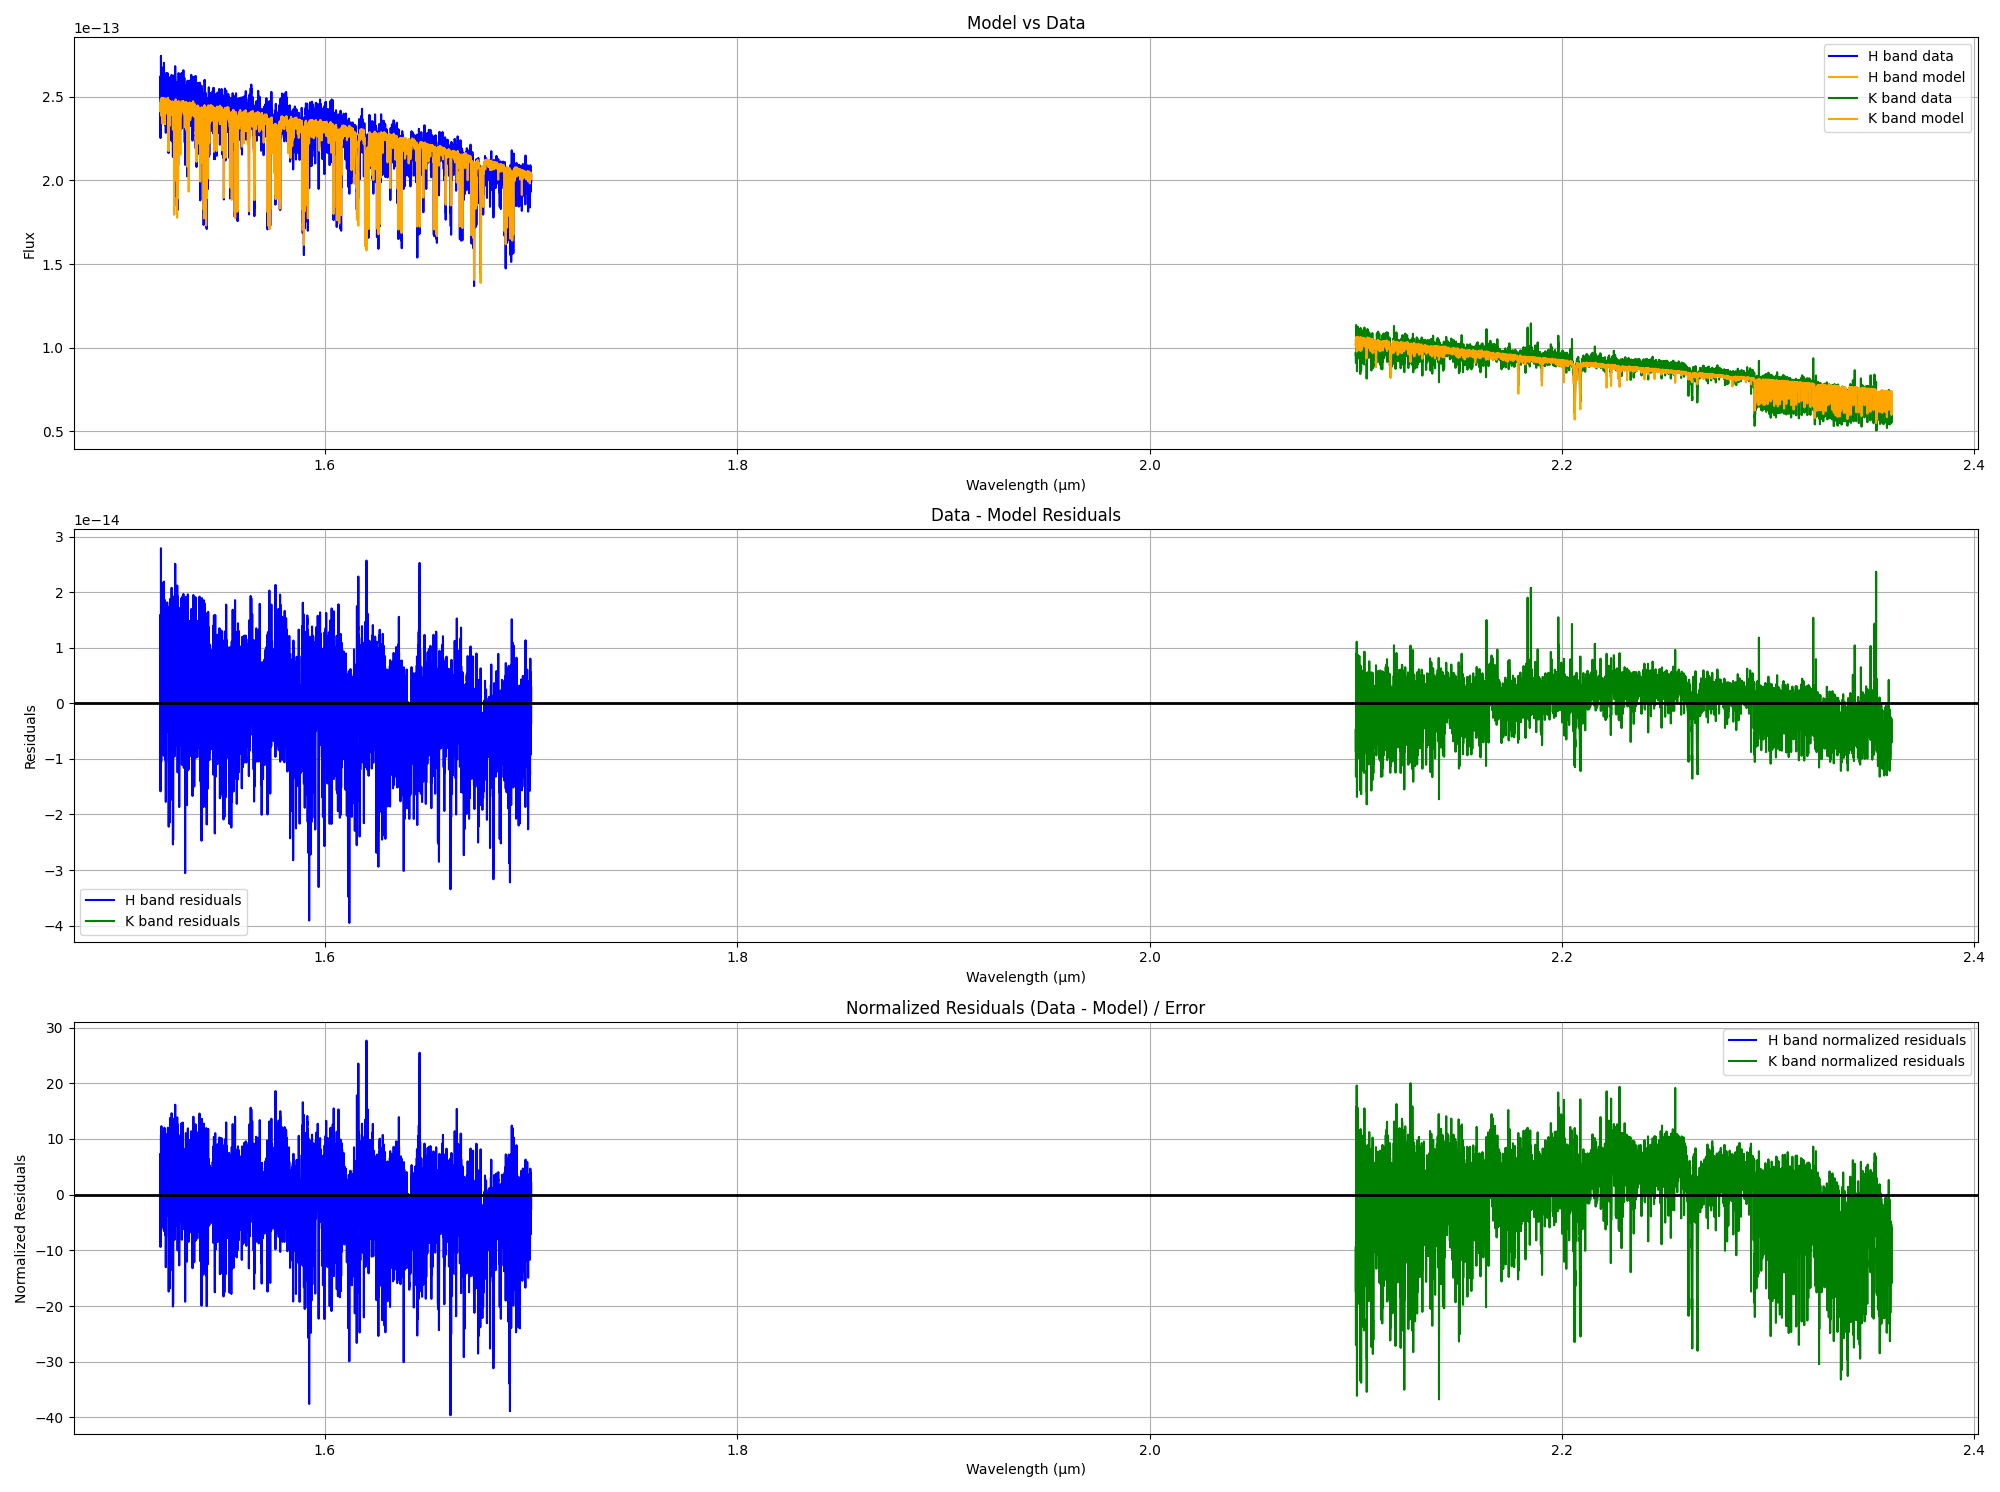 Model vs Data
1e−13
2.5
2.0
1.5
1.0
0.5
Flux
H band data
H band model
K band data
K band model
1.6
1.8
2.0
2.2
2.4
Wavelength (μm)
Data - Model Residuals
1e−14
3
2
1
0
−1
−2
−3
−4
Residuals
H band residuals
K band residuals
1.6
1.8
2.0
2.2
2.4
Wavelength (μm)
Normalized Residuals (Data - Model) / Error
30
20
10
0
−10
−20
−30
−40
Normalized Residuals
H band normalized residuals
K band normalized residuals
1.6
1.8
2.0
2.2
2.4
Wavelength (μm)